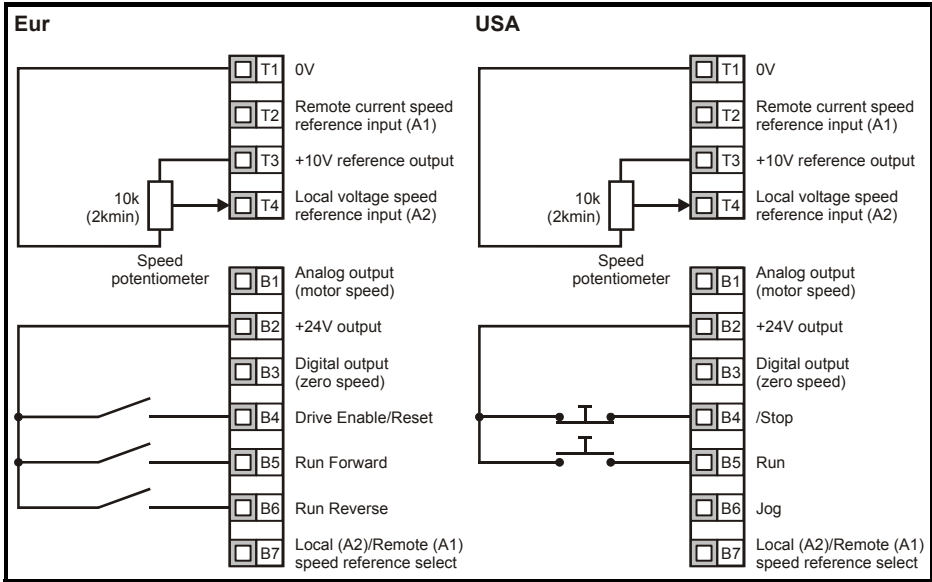 Eur
T1 0V
T2 Remote current speed
reference input (A1)
T3 +10V reference output
10k
(2kmin)
T4 Local voltage speed
reference input (A2)
Speed
potentiometer
B1 Analog output
(motor speed)
B2 +24V output
B3 Digital output
(zero speed)
B4 Drive Enable/Reset
B5 Run Forward
B6 Run Reverse
B7 Local (A2)/Remote (A1)
speed reference select
USA
T1 0V
T2 Remote current speed
reference input (A1)
T3 +10V reference output
10k
(2kmin)
T4 Local voltage speed
reference input (A2)
Speed
potentiometer
B1 Analog output
(motor speed)
B2 +24V output
B3 Digital output
(zero speed)
B4 /Stop
B5 Run
B6 Jog
B7 Local (A2)/Remote (A1)
speed reference select